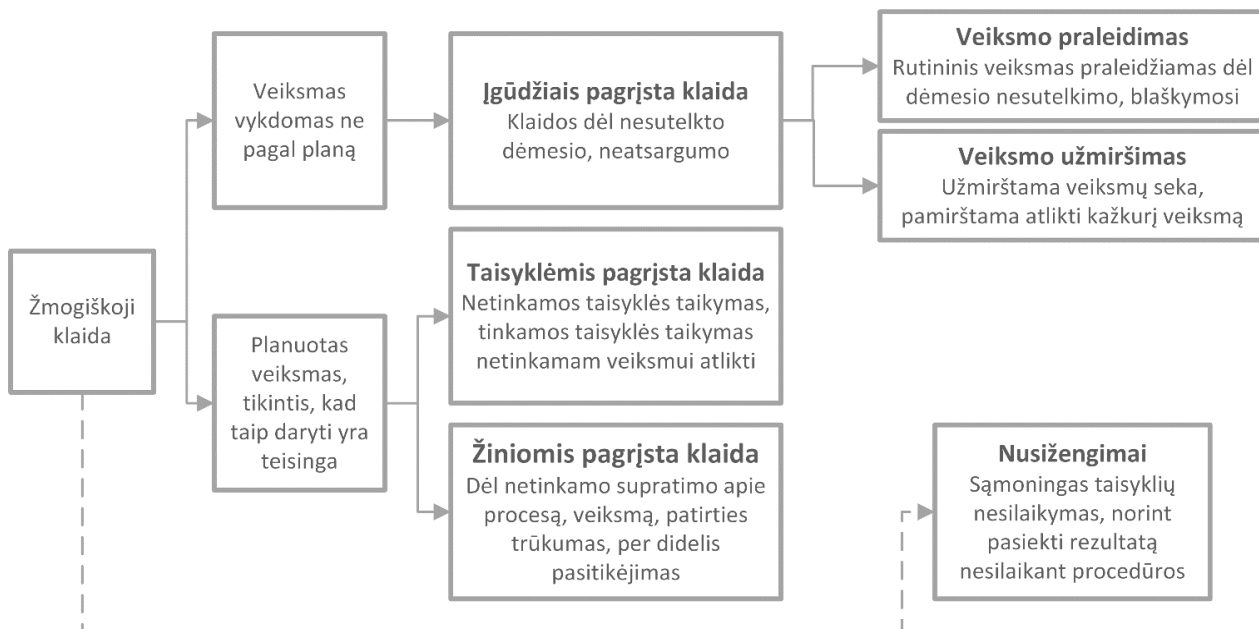 Žmogiškoji
klaida
Veiksmas
vykdomas ne
pagal planą
Planuotas
veiksmas,
tikintis, kad
taip daryti yra
teisinga
Įgūdžiais pagrįsta klaida
Klaidos dėl nesutelkto
dėmesio, neatsargumo
Taisyklėmis pagrįsta klaida
Netinkamos taisyklės taikymas,
tinkamos taisyklės taikymas
netinkamam veiksmui atlikti
Žiniomis pagrįsta klaida
Dėl netinkamo supratimo apie
procesą, veiksmą, patirties
trūkumas, per didelis
pasitikėjimas
Veiksmo praleidimas
Rutininis veiksmas praleidžiamas dėl
dėmesio nesutelkimo, blaškymosi
Veiksmo užmiršimas
Užmirštama veiksmų seka,
pamirštama atlikti kažkurį veiksmą
Nusižengimai
Sąmoningas taisyklių
nesilaikymas, norint
pasiekti rezultatą
nesilaikant procedūros